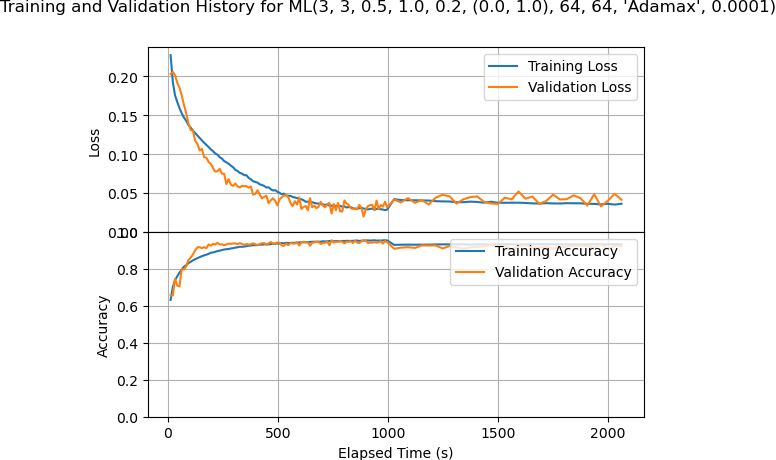 Training and Validation History for ML(3, 3, 0.5, 1.0, 0.2, (0.0, 1.0), 64, 64, 'Adamax', 0.0001)
0.20
0.15
0.10
0.05
Loss
Training Loss
Validation Loss
1.0
0.8
0.6
0.4
0.2
0.0
Accuracy
Training Accuracy
Validation Accuracy
0 500 1000 1500 2000
Elapsed Time (s)